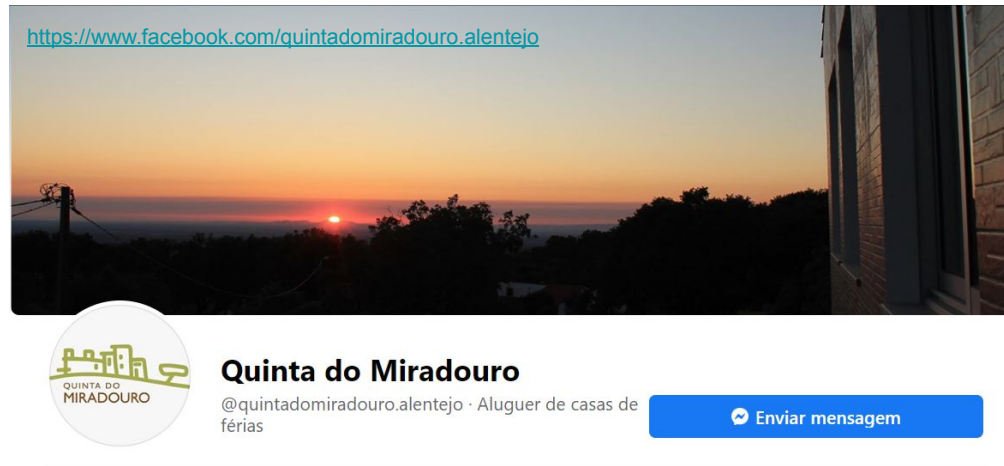 https://www.facebook.com/quintadomiradouro.alentejo
QUINTA DO
MIRADOURO
Quinta do Miradouro
@quintadomiradouro.alentejo · Aluguer de casas de
férias
Enviar mensagem